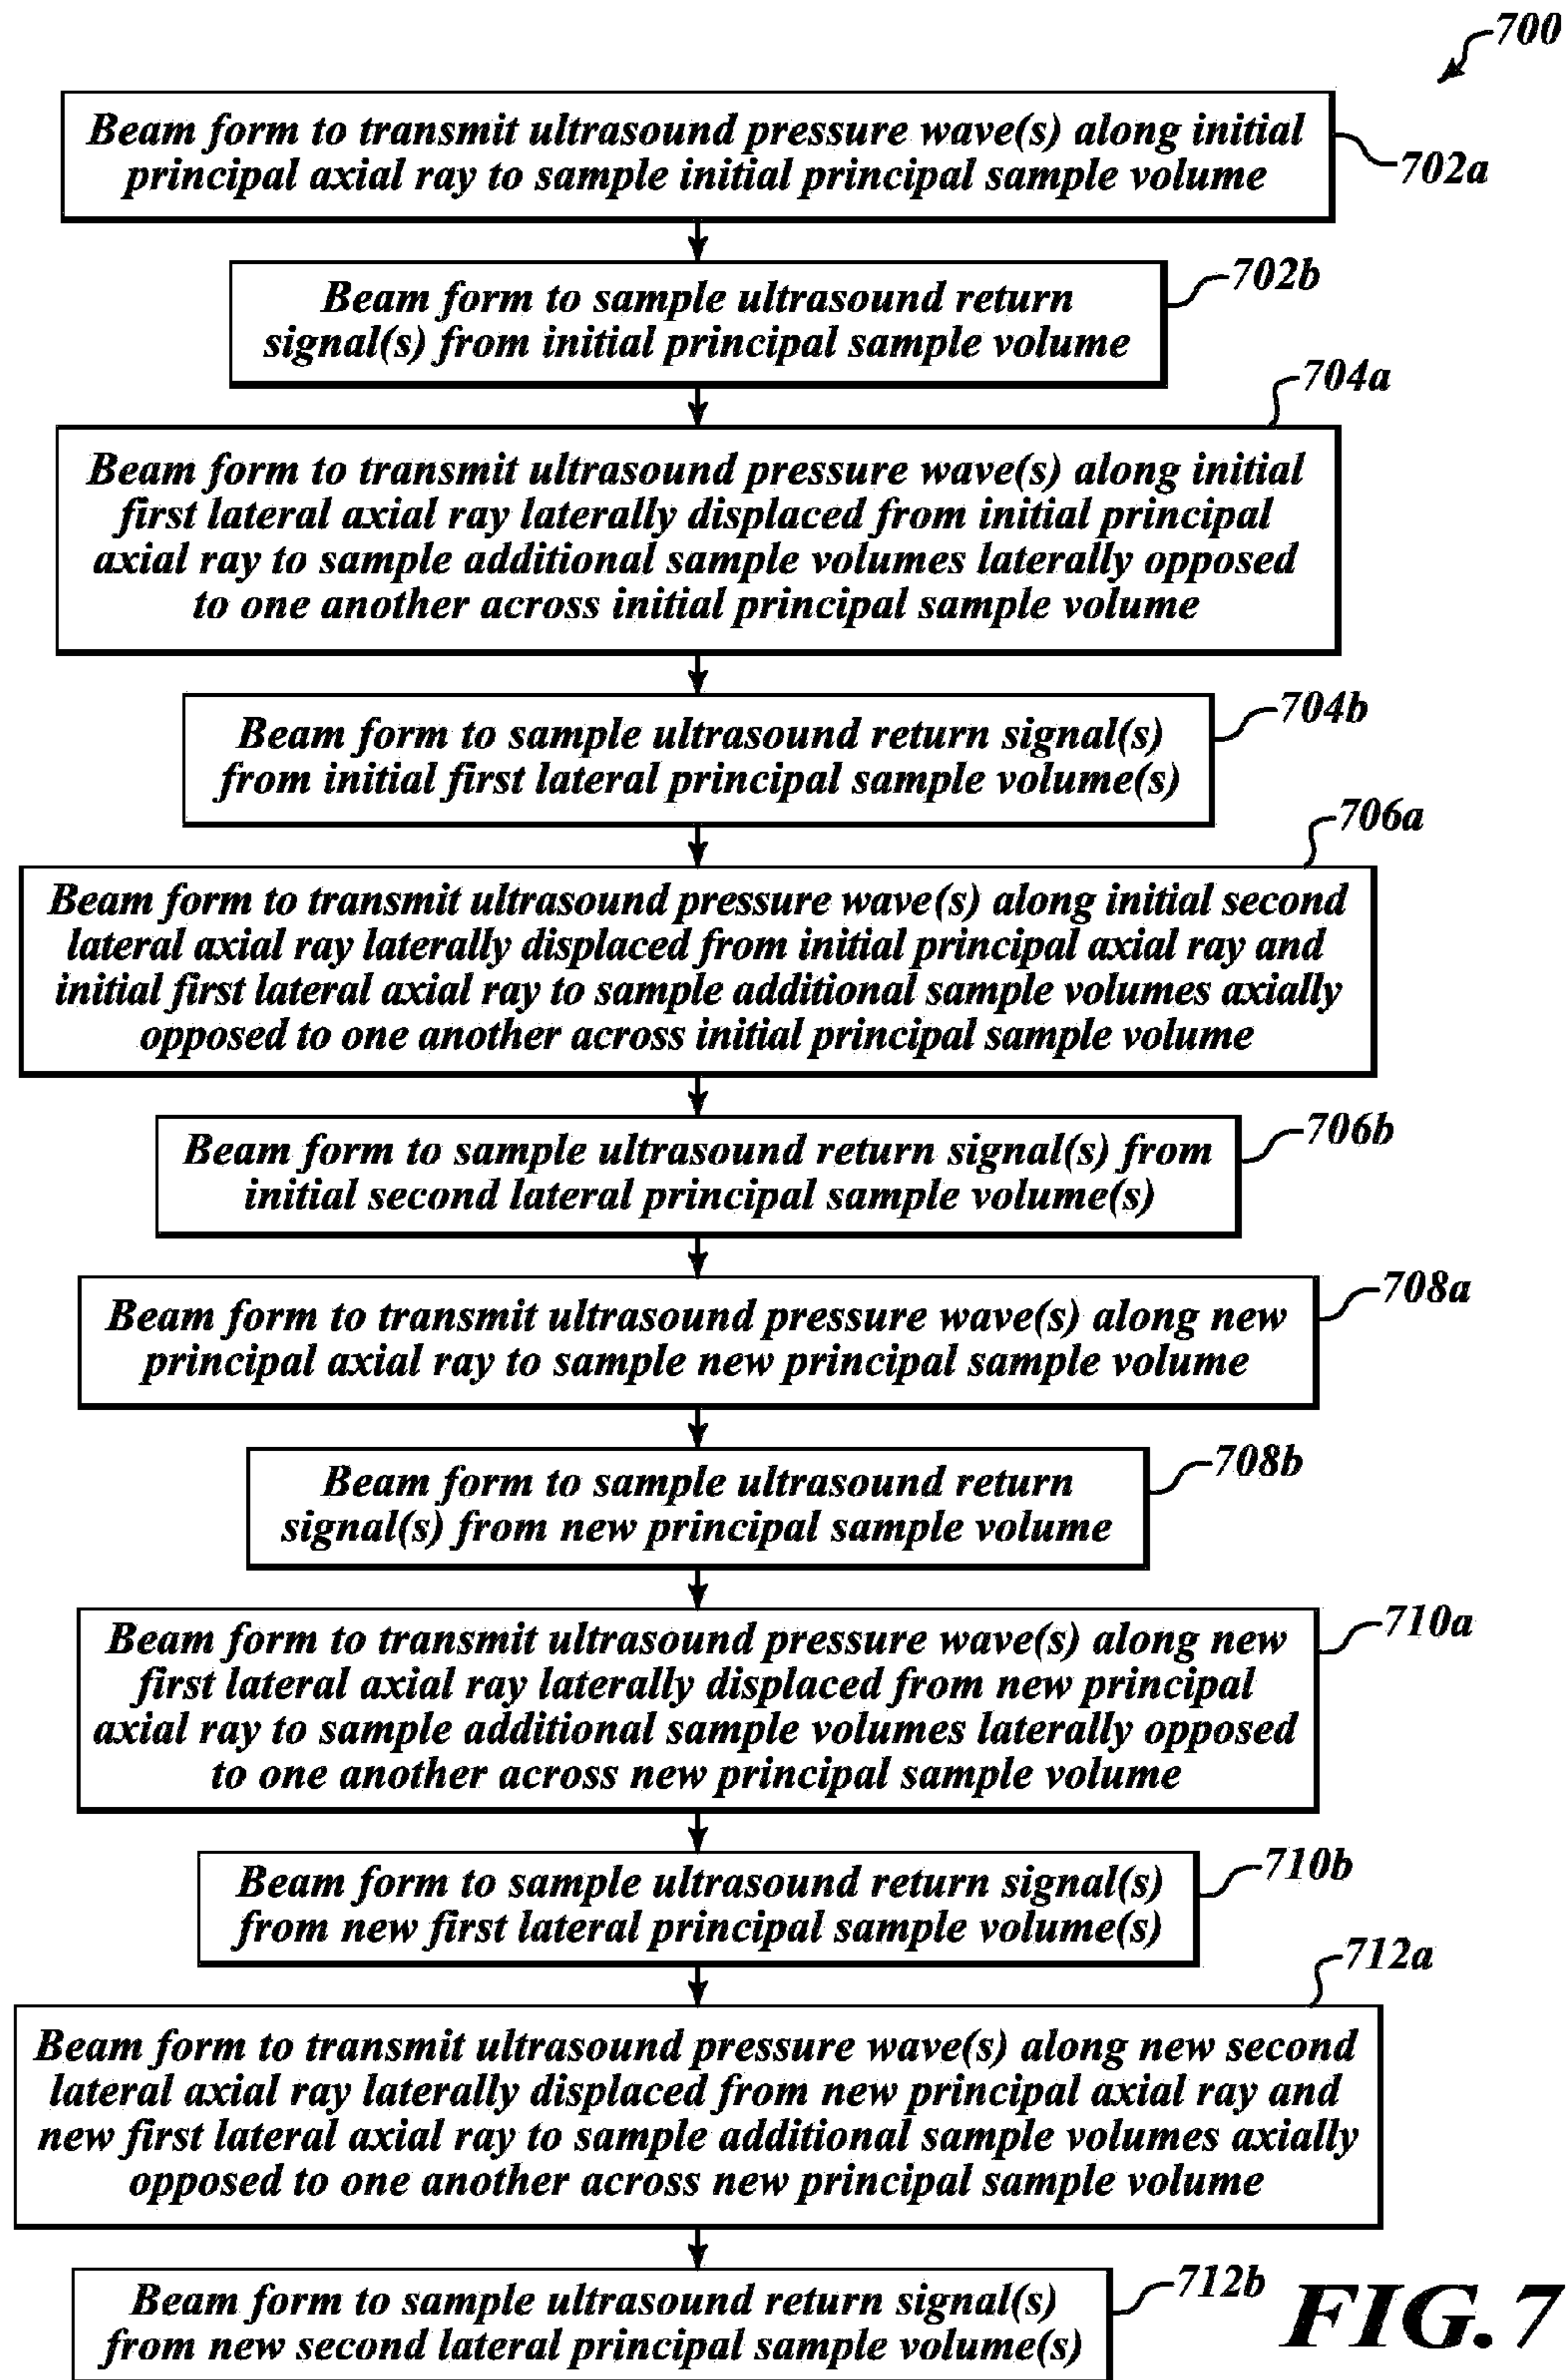 700
Beam form to transmit ultrasound pressure wave(s) along initial
principal axial ray to sample initial principal sample volume
702a
Beam form to sample ultrasound return
signal(s) from initial principal sample volume
702b
Beam form to transmit ultrasound pressure wave(s) along initial
first lateral axial ray laterally displaced from initial principal
axial ray to sample additional sample volumes laterally opposed
to one another across initial principal sample volume
704a
Beam form to sample ultrasound return signal(s)
from initial first lateral principal sample volume(s)
704b
Beam form to transmit ultrasound pressure wave(s) along initial second
lateral axial ray laterally displaced from initial principal axial ray and
initial first lateral axial ray to sample additional sample volumes axially
opposed to one another across initial principal sample volume
706a
Beam form to sample ultrasound return signal(s) from
initial second lateral principal sample volume(s)
706b
Beam form to transmit ultrasound pressure wave(s) along new
principal axial ray to sample new principal sample volume
708a
Beam form to sample ultrasound return
signal(s) from new principal sample volume
708b
Beam form to transmit ultrasound pressure wave(s) along new
first lateral axial ray laterally displaced from new principal
axial ray to sample additional sample volumes laterally opposed
to one another across new principal sample volume
710a
Beam form to sample ultrasound return signal(s)
from new first lateral principal sample volume(s)
710b
Beam form to transmit ultrasound pressure wave(s) along new second
lateral axial ray laterally displaced from new principal axial ray and
new first lateral axial ray to sample additional sample volumes axially
opposed to one another across new principal sample volume
712a
Beam form to sample ultrasound return signal(s)
from new second lateral principal sample volume(s)
712b
FIG. 7